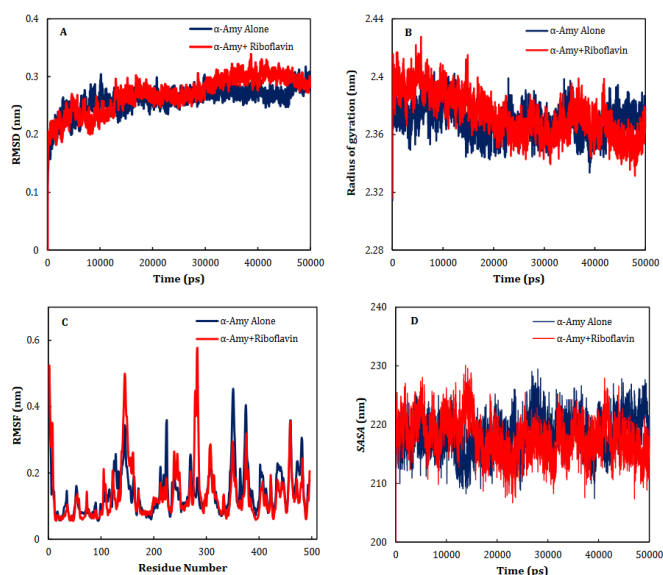 A
α-Amy Alone
α-Amy+ Riboflavin
RMSD (nm)
0.4
0.3
0.2
0.1
0
0 10000 20000 30000 40000 50000
Time (ps)
B
α-Amy Alone
α-Amy+Riboflavin
Radius of gyration (nm)
2.44
2.4
2.36
2.32
2.28
0 10000 20000 30000 40000 50000
Time (ps)
C
α-Amy Alone
α-Amy+Riboflavin
RMSF (nm)
0.6
0.4
0.2
0
0 100 200 300 400 500
Residue Number
D
α-Amy Alone
α-Amy+Riboflavin
SASA (nm)
240
230
220
210
200
0 10000 20000 30000 40000 50000
Time (ps)